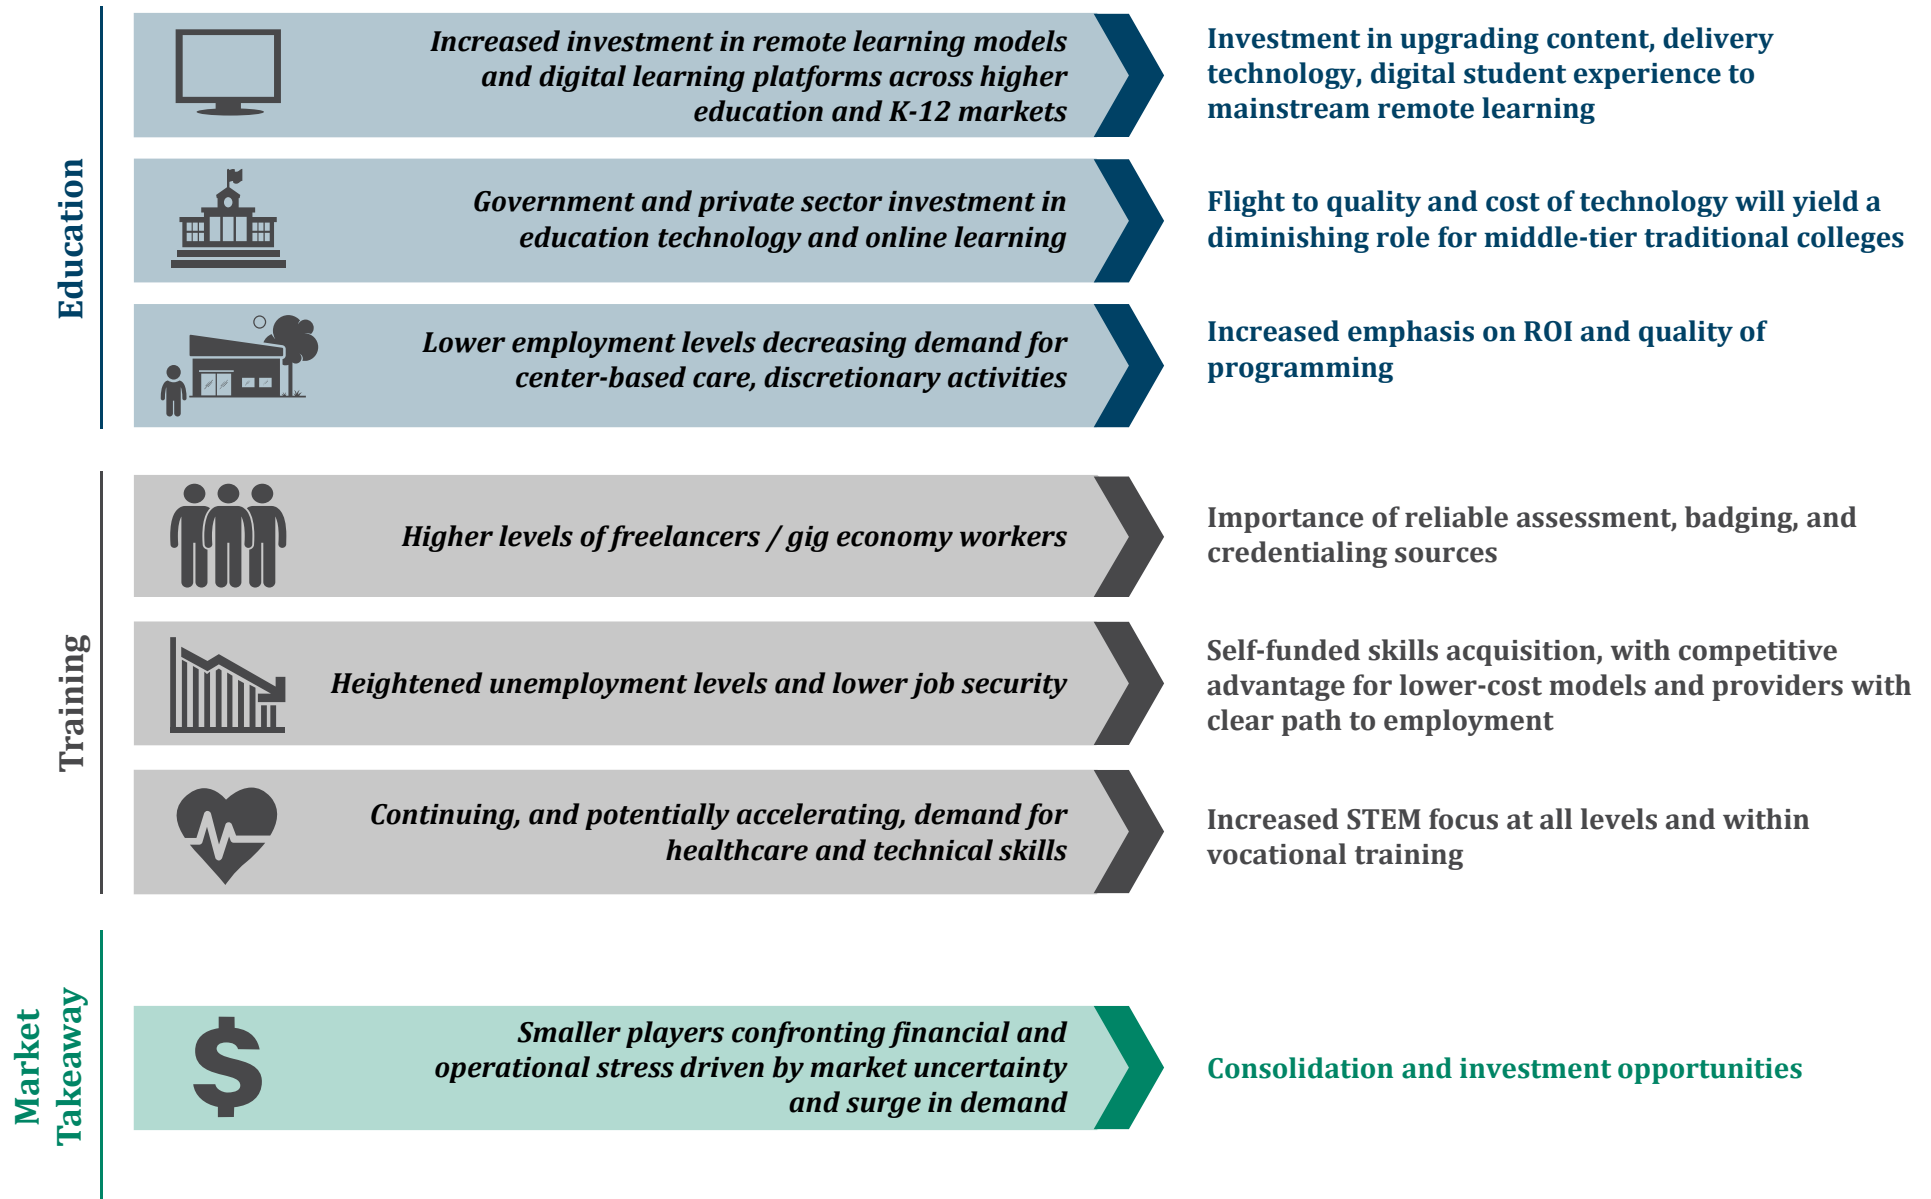 Education
Increased investment in remote learning models
and digital learning platforms across higher
education and K-12 markets
Investment in upgrading content, delivery
technology, digital student experience to
mainstream remote learning
Government and private sector investment in
education technology and online learning
Flight to quality and cost of technology will yield a
diminishing role for middle-tier traditional colleges
Lower employment levels decreasing demand for
center-based care, discretionary activities
Increased emphasis on ROI and quality of
programming
Training
Higher levels of freelancers / gig economy workers
Importance of reliable assessment, badging, and
credentialing sources
Heightened unemployment levels and lower job security
Self-funded skills acquisition, with competitive
advantage for lower-cost models and providers with
clear path to employment
Continuing, and potentially accelerating, demand for
healthcare and technical skills
Increased STEM focus at all levels and within
vocational training
Market
Takeaway
Smaller players confronting financial and
operational stress driven by market uncertainty
and surge in demand
Consolidation and investment opportunities